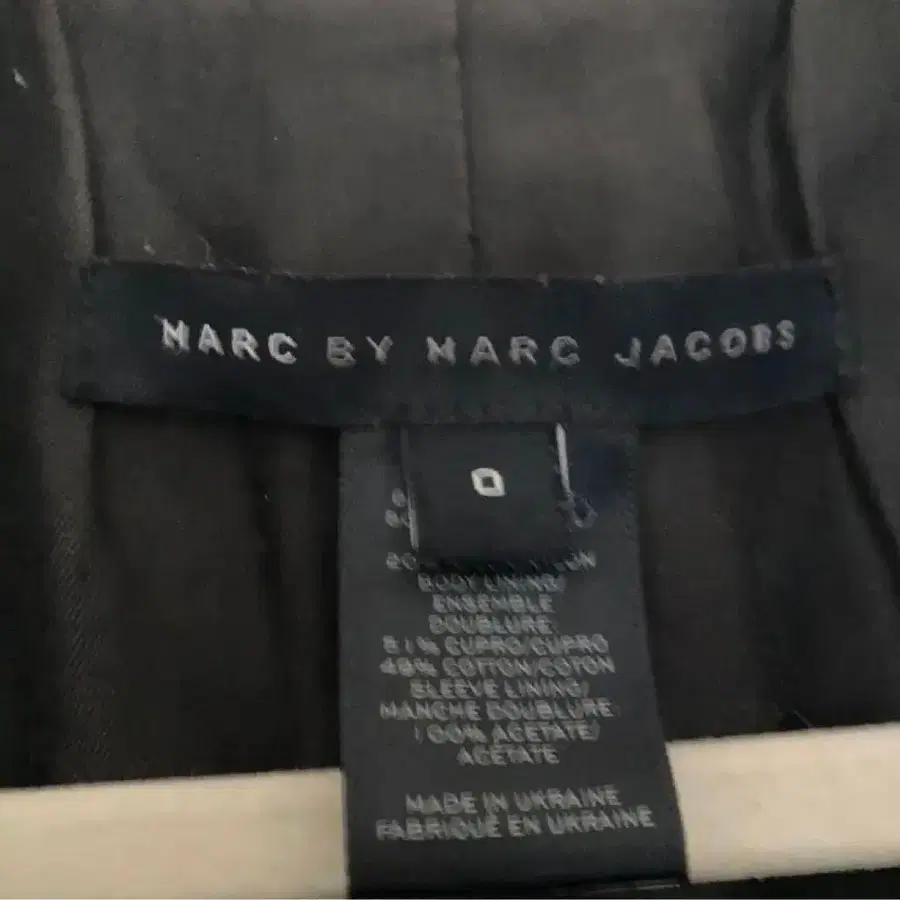 MARC BY MARC JACOBS
0
BODY LINING/
ENSEMBLE
DOUBLURE:
51% CUPRO/CUPRO
49% COTTON/COTON
SLEEVE LINING/
MANCHE DOUBLURE:
100% ACETATE/
ACETATE
MADE IN UKRAINE
FABRIQUÉ EN UKRAINE